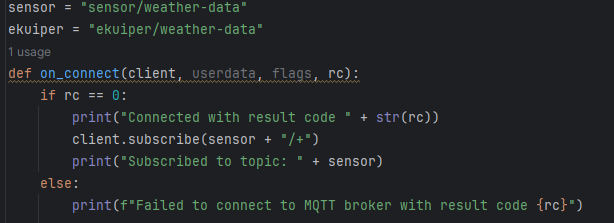 sensor = "sensor/weather-data"
ekuiper = "ekuiper/weather-data"
1 usage
def on_connect(client, userdata, flags, rc):
    if rc == 0:
        print("Connected with result code " + str(rc))
        client.subscribe(sensor + "/+")
        print("Subscribed to topic: " + sensor)
    else:
        print(f"Failed to connect to MQTT broker with result code {rc}")